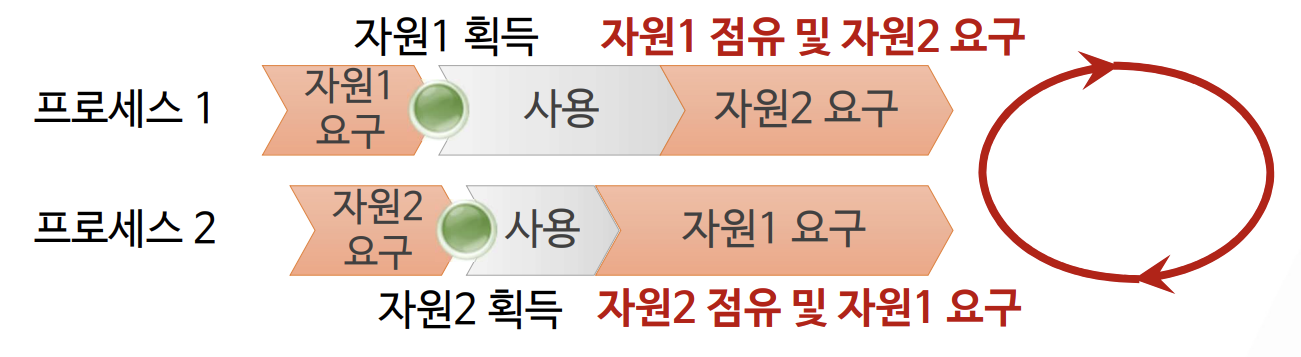 자원1 획득
자원1 점유 및 자원2 요구
프로세스 1
자원1
요구
사용
자원2 요구
프로세스 2
자원2
요구
사용
자원1 요구
자원2 획득
자원2 점유 및 자원1 요구